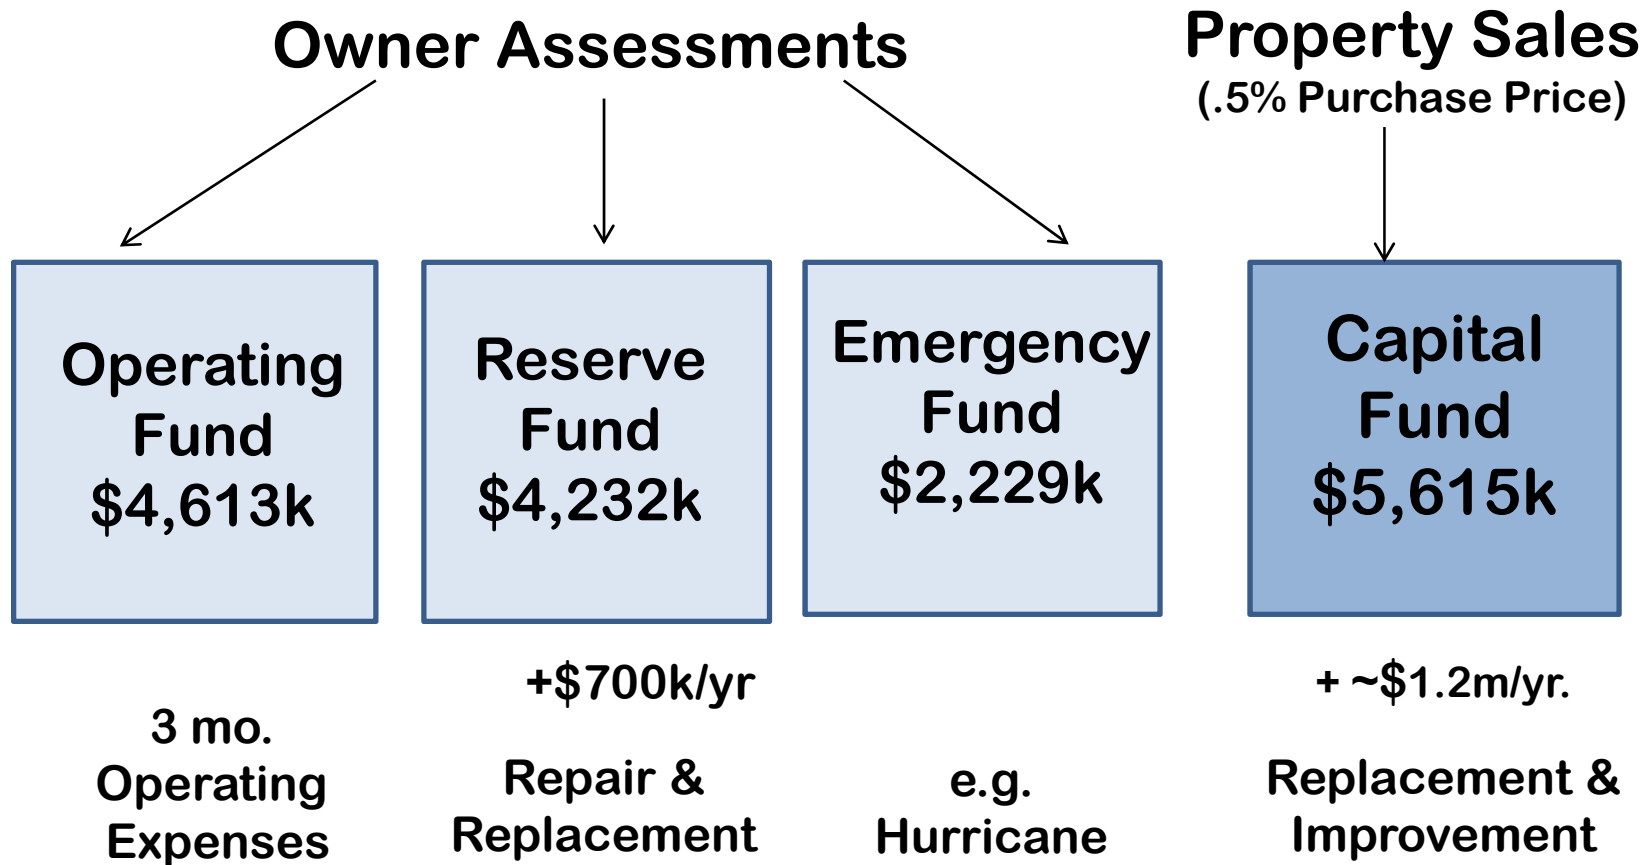 Owner Assessments
Property Sales
(.5% Purchase Price)
Operating
Fund
$4,613k
Reserve
Fund
$4,232k
Emergency
Fund
$2,229k
Capital
Fund
$5,615k
3 mo.
Operating
Expenses
+$700k/yr
Repair &
Replacement
e.g.
Hurricane
+ ~$1.2m/yr.
Replacement &
Improvement